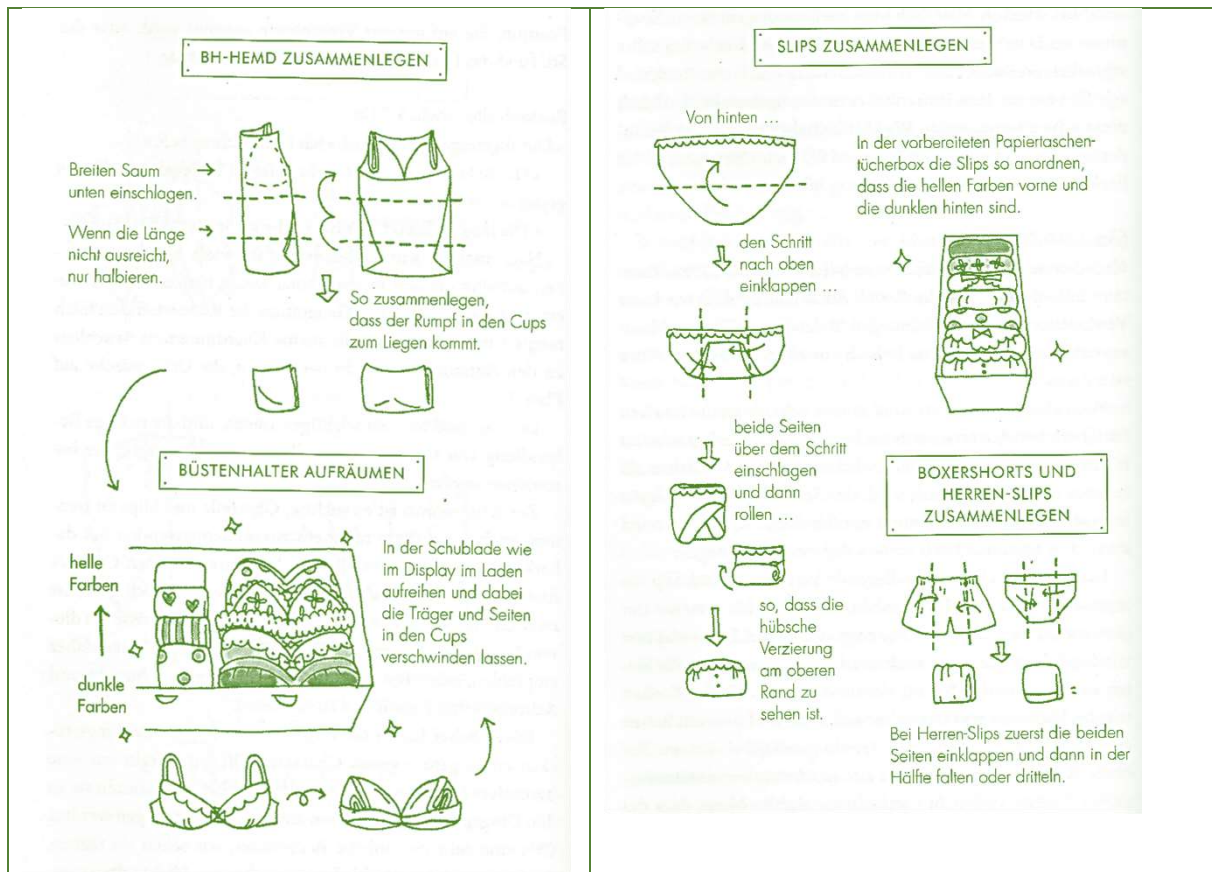 BH-HEMD ZUSAMMENLEGEN
Breiten Saum
unten einschlagen.
Wenn die Länge
nicht ausreicht,
nur halbieren.
So zusammenlegen,
dass der Rumpf in den Cups
zum Liegen kommt.
BÜSTENHALTER AUFRÄUMEN
helle
Farben
dunkle
Farben
In der Schublade wie
im Display im Laden
aufreihen und dabei
die Träger und Seiten
in den Cups
verschwinden lassen.
SLIPS ZUSAMMENLEGEN
Von hinten ...
den Schritt
nach oben
einklappen ...
beide Seiten
über dem Schritt
einschlagen
und dann
rollen ...
so, dass die
hübsche
Verzierung
am oberen
Rand zu
sehen ist.
In der vorbereiteten Papiertaschen-
tücherbox die Slips so anordnen,
dass die hellen Farben vorne und
die dunklen hinten sind.
BOXERSHORTS UND
HERREN-SLIPS
ZUSAMMENLEGEN
Bei Herren-Slips zuerst die beiden
Seiten einklappen und dann in der
Hälfte falten oder dritteln.